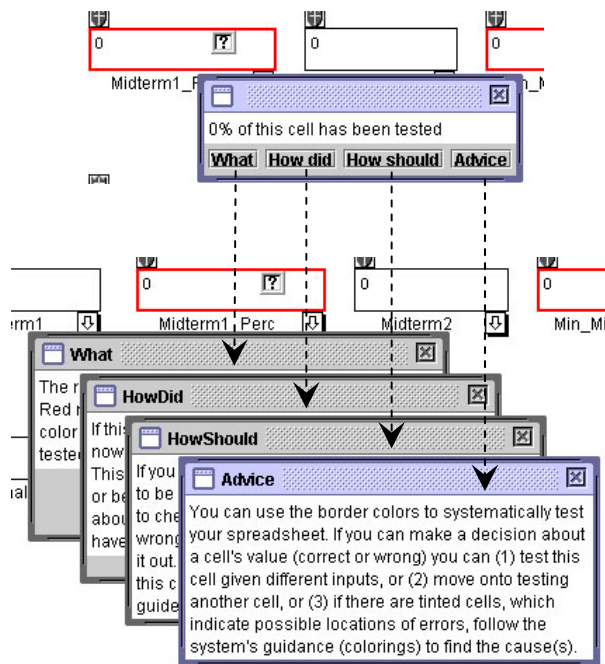 0 ? 0 0
Midterm1_P
0% of this cell has been tested
What How did How should Advice
0 ? 0 0
erm1 Midterm1_Perc Midterm2 Min_Mi
What
The r
Red r
color
teste
HowDid
If this
now
This
or be
abou
have
HowShould
If you
to be
to che
wrong
it out.
this c
guide
Advice
You can use the border colors to systematically test
your spreadsheet. If you can make a decision about
a cell's value (correct or wrong) you can (1) test this
cell given different inputs, or (2) move onto testing
another cell, or (3) if there are tinted cells, which
indicate possible locations of errors, follow the
system's guidance (colorings) to find the cause(s).